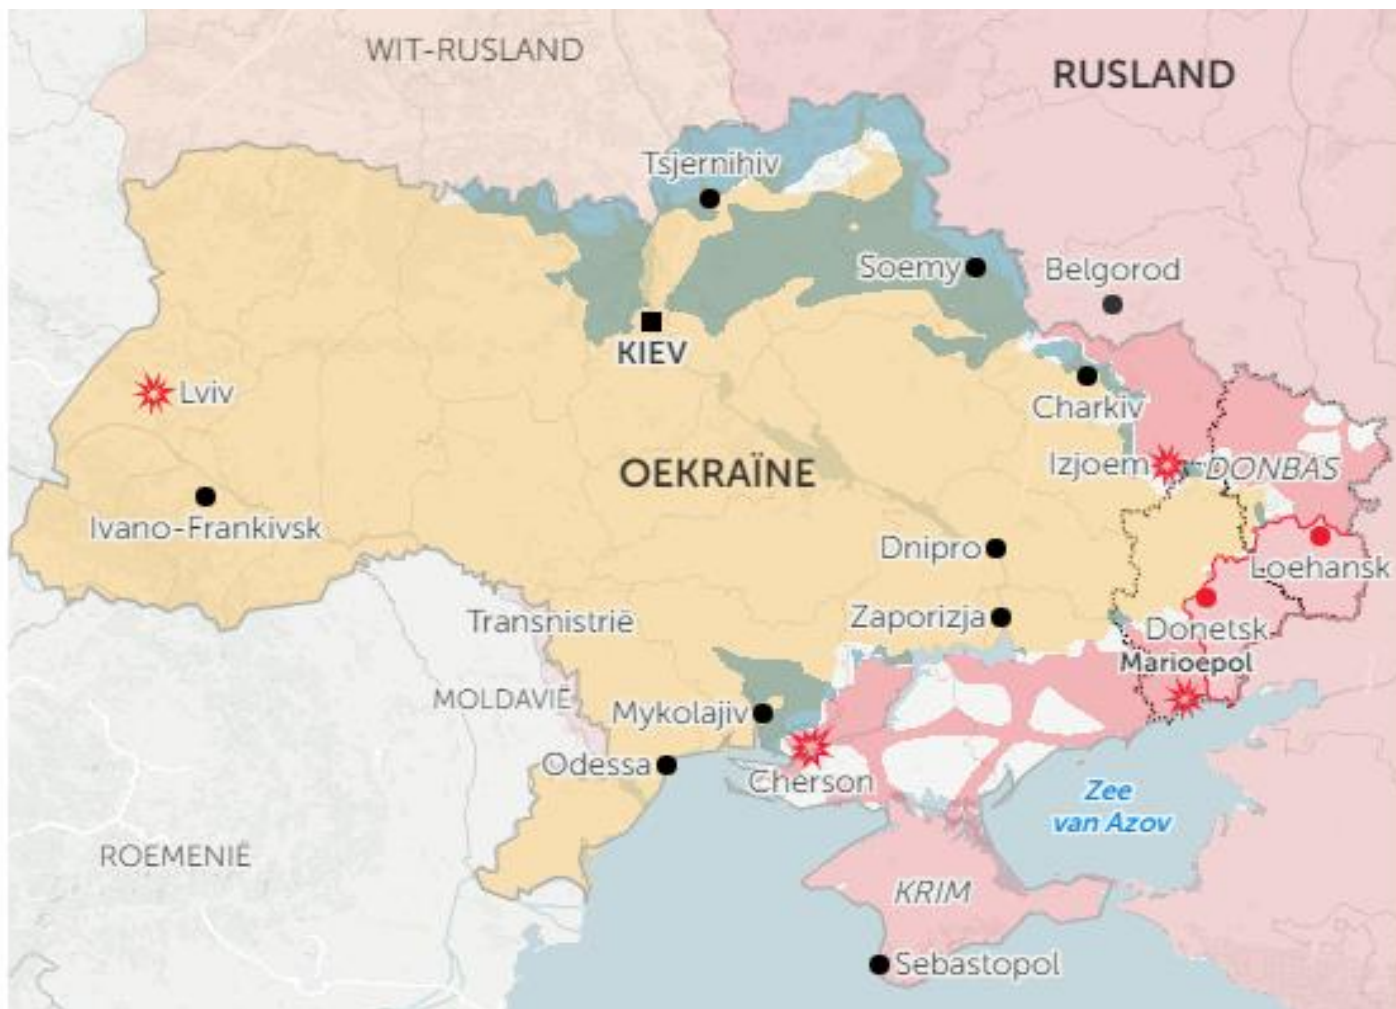 WIT-RUSLAND
RUSLAND
Tsjernihiv
Soemy
Belgorod
KIEV
Lviv
Charkiv
OEKRAÏNE
Izjoem
DONBAS
Ivano-Frankivsk
Dnipro
Loehansk
Transnistrië
Zaporizja
Donetsk
Marioepol
MOLDAVIË
Mykolajiv
Odessa
Cherson
Zee
van Azov
ROEMENIË
KRIM
Sebastopol